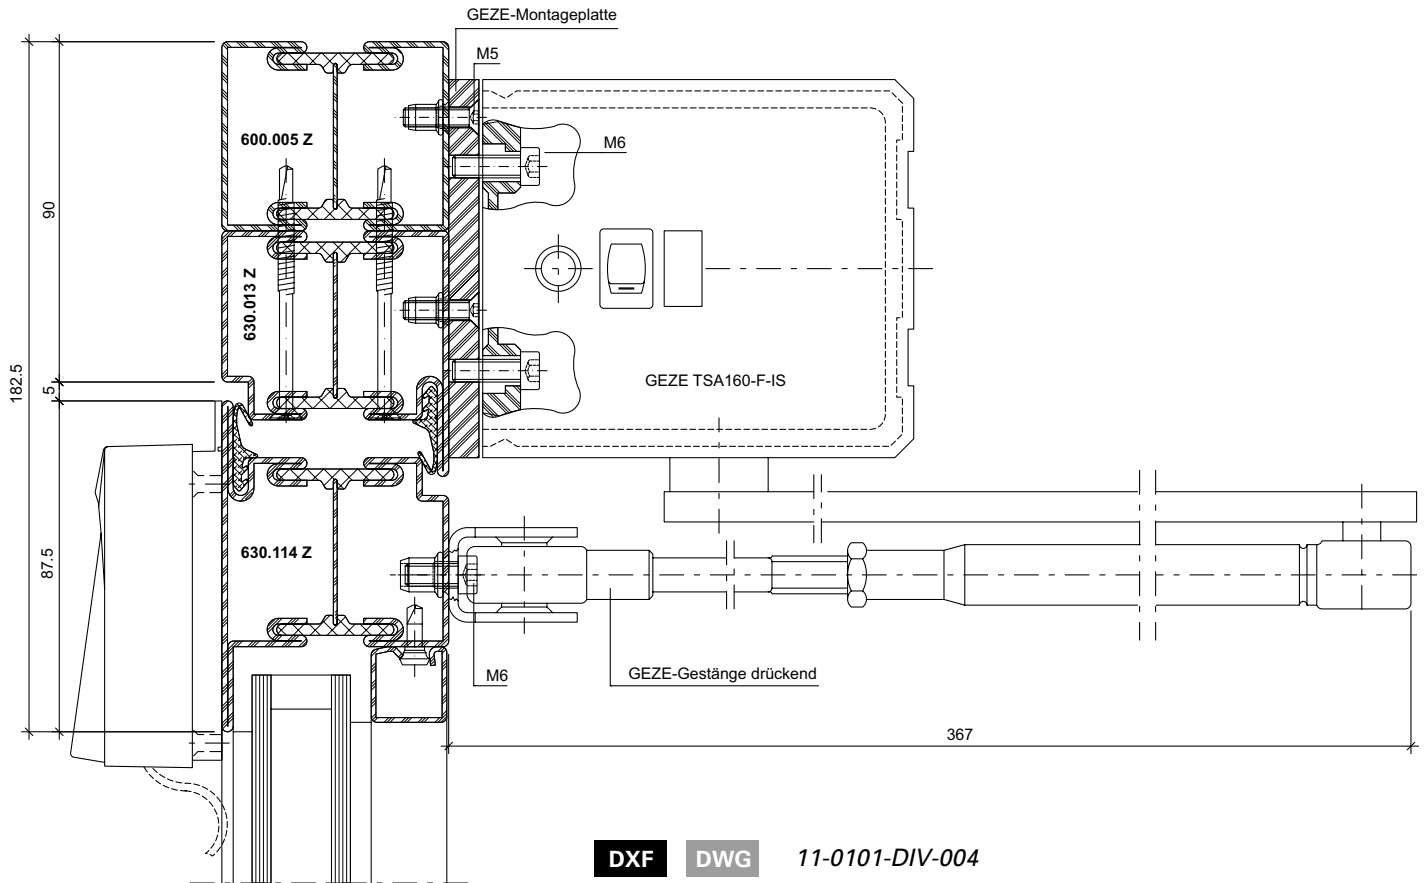 GEZE-Montageplatte
M5
600.005 Z
M6
90
630.013 Z
182.5
5
GEZE TSA160-F-IS
87.5
630.114 Z
M6
GEZE-Gestänge drückend
367
DXF
DWG
11-0101-DIV-004